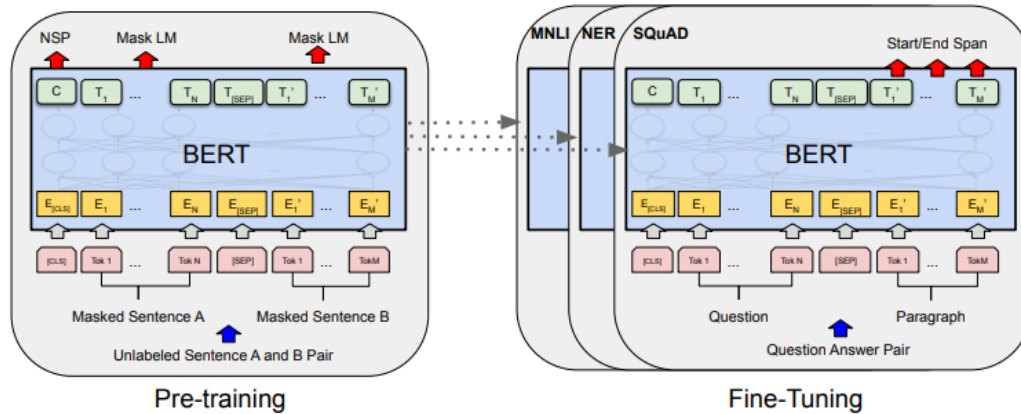 NSP Mask LM Mask LM
C T1 ... TN T[SEP] T1' ... TM'
BERT
E[CLS] E1 ... EN E[SEP] E1' ... EM'
[CLS] Tok 1 ... Tok N [SEP] Tok 1 ... TokM
Masked Sentence A Masked Sentence B
Unlabeled Sentence A and B Pair
Pre-training
MNLI NER SQuAD
Start/End Span
C T1 ... TN T[SEP] T1' ... TM'
BERT
E[CLS] E1 ... EN E[SEP] E1' ... EM'
[CLS] Tok 1 ... Tok N [SEP] Tok 1 ... TokM
Question Paragraph
Question Answer Pair
Fine-Tuning